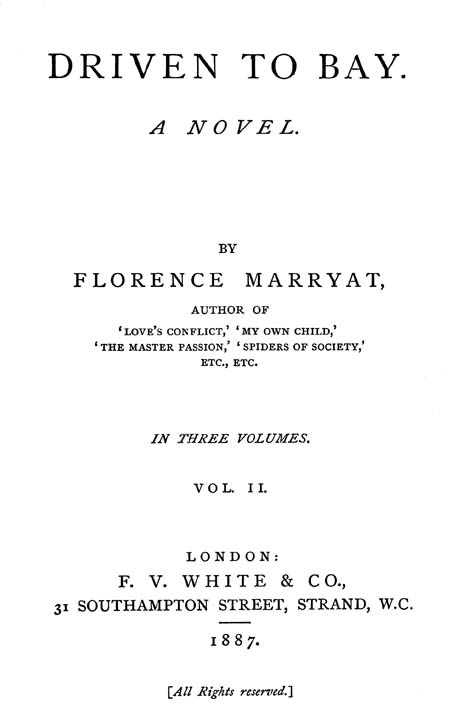 DRIVEN TO BAY.
A NOVEL.
BY
FLORENCE MARRYAT,
AUTHOR OF
‘LOVE’S CONFLICT,’ ‘MY OWN CHILD,’
‘THE MASTER PASSION,’ ‘SPIDERS OF SOCIETY,’
ETC., ETC.
IN THREE VOLUMES.
VOL. II.
LONDON:
F. V. WHITE & CO.,
31 SOUTHAMPTON STREET, STRAND, W.C.
1887.
[All Rights reserved.]